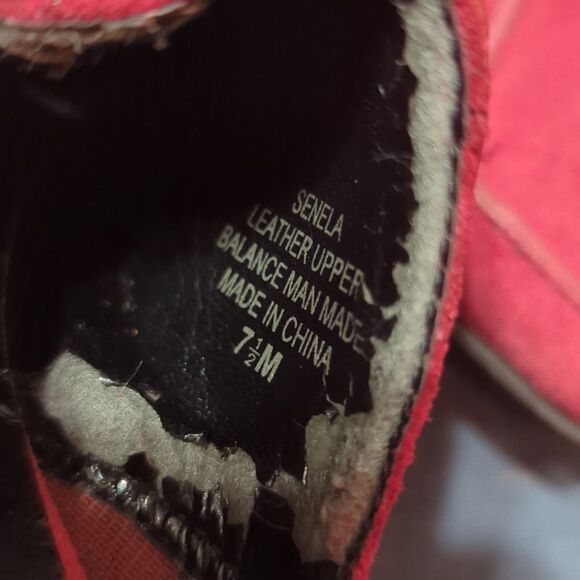 SENELA
LEATHER UPPER
BALANCE MAN MADE
MADE IN CHINA
7½M